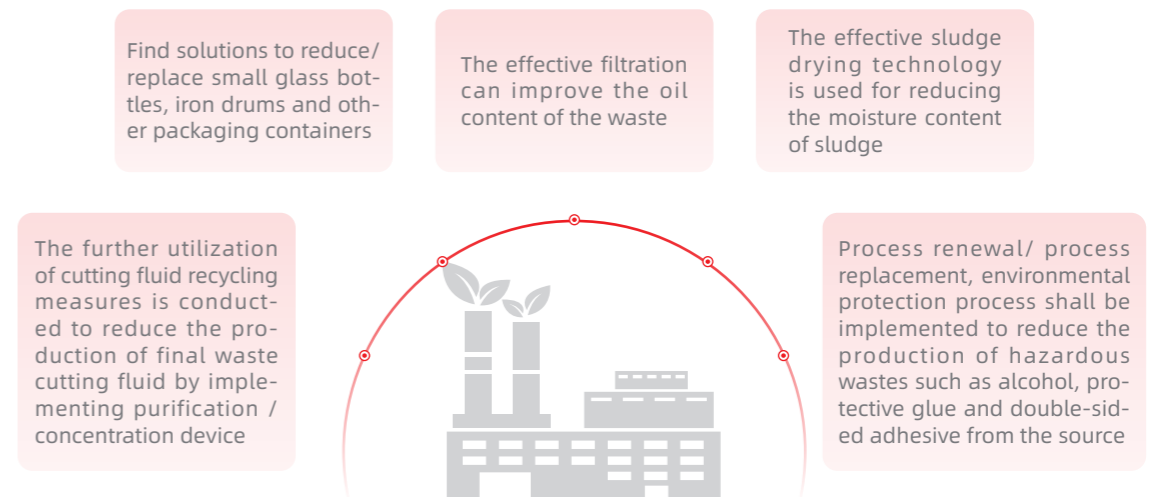 Find solutions to reduce/
replace small glass bot-
tles, iron drums and oth-
er packaging containers
The effective filtration
can improve the oil
content of the waste
The effective sludge
drying technology
is used for reducing
the moisture content
of sludge
The further utilization
of cutting fluid recycling
measures is conduct-
ed to reduce the pro-
duction of final waste
cutting fluid by imple-
menting purification /
concentration device
Process renewal/ process
replacement, environmental
protection process shall be
implemented to reduce the
production of hazardous
wastes such as alcohol, pro-
tective glue and double-sid-
ed adhesive from the source